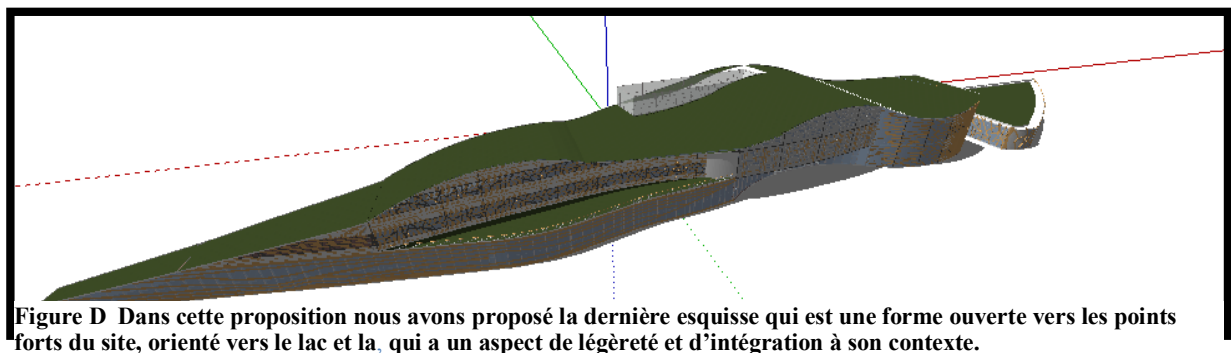 Figure D Dans cette proposition nous avons proposé la dernière esquisse qui est une forme ouverte vers les points
forts du site, orienté vers le lac et la, qui a un aspect de légèreté et d'intégration à son contexte.